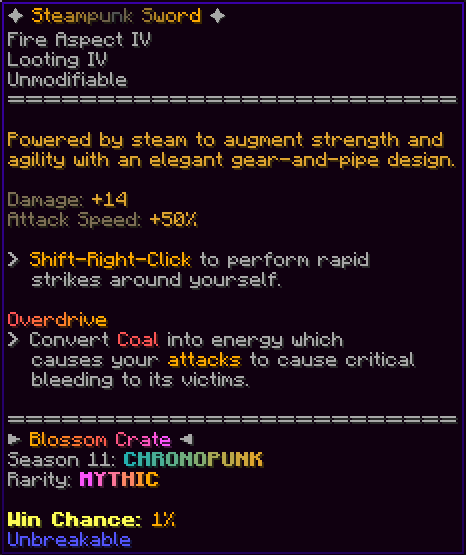 ✦ Steampunk Sword ✦
Fire Aspect IV
Looting IV
Unmodifiable
======================================
Powered by steam to augment strength and
agility with an elegant gear-and-pipe design.
Damage: +14
Attack Speed: +50%
> Shift-Right-Click to perform rapid
strikes around yourself.
Overdrive
> Convert Coal into energy which
causes your attacks to cause critical
bleeding to its victims.
======================================
► Blossom Crate ◄
Season 11: CHRONOPUNK
Rarity: MYTHIC
Win Chance: 1%
Unbreakable